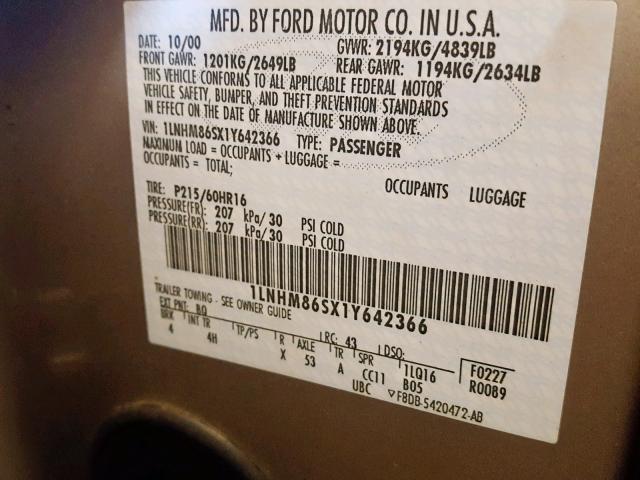 MFD. BY FORD MOTOR CO. IN U.S.A.
DATE: 10/00 GVWR: 2194KG/4839LB
FRONT GAWR: 1201KG/2649LB REAR GAWR: 1194KG/2634LB
THIS VEHICLE CONFORMS TO ALL APPLICABLE FEDERAL MOTOR
VEHICLE SAFETY, BUMPER, AND THEFT PREVENTION STANDARDS
IN EFFECT ON THE DATE OF MANUFACTURE SHOWN ABOVE.
VIN: 1LNHM86SX1Y642366 TYPE: PASSENGER
MAXIMUM LOAD = OCCUPANTS + LUGGAGE =
OCCUPANTS = TOTAL; OCCUPANTS LUGGAGE
TIRE: P215/60HR16
PRESSURE(FR): 207 kPa/30 PSI COLD
PRESSURE(RR): 207 kPa/30 PSI COLD
1LNHM86SX1Y642366
TRAILER TOWING - SEE OWNER GUIDE
EXT PNT: BQ RC: 43 DSO: F0227
BRK INT TR TP/PS R AXLE TR SPR 1LQ16 R0089
4 4H X 53 A CC11 B05
UBC ▽F8DB-5420472-AB